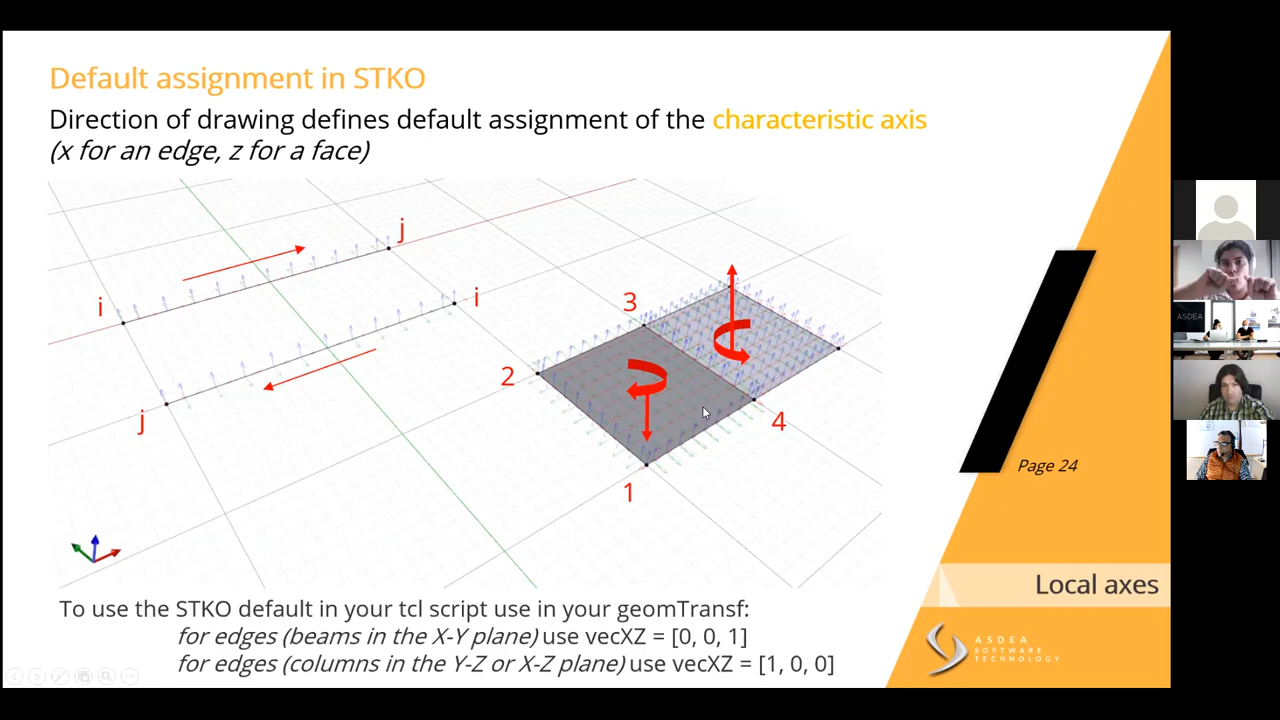 Default assignment in STKO
Direction of drawing defines default assignment of the characteristic axis
(x for an edge, z for a face)
j
i
i
3
2
j
4
1
Page 24
ASDEA
Local axes
To use the STKO default in your tcl script use in your geomTransf:
for edges (beams in the X-Y plane) use vecXZ = [0, 0, 1]
for edges (columns in the Y-Z or X-Z plane) use vecXZ = [1, 0, 0]
ASDEA
SOFTWARE
TECHNOLOGY